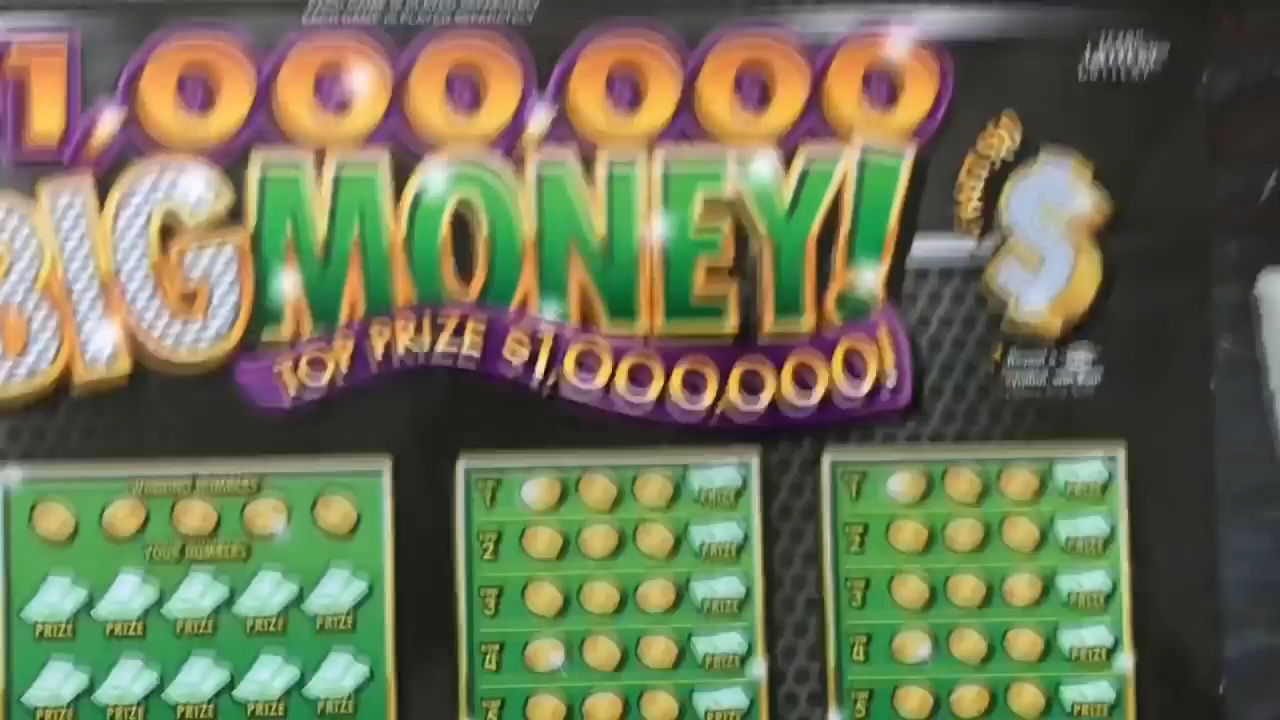 1,000,000
BIG MONEY!
TOP PRIZE $1,000,000!
$
WINNING NUMBERS
YOUR NUMBERS
PRIZE PRIZE PRIZE PRIZE PRIZE
PRIZE PRIZE PRIZE PRIZE PRIZE
1 PRIZE
2 PRIZE
3 PRIZE
4 PRIZE
5 PRIZE
1 PRIZE
2 PRIZE
3 PRIZE
4 PRIZE
5 PRIZE
LOTTERY